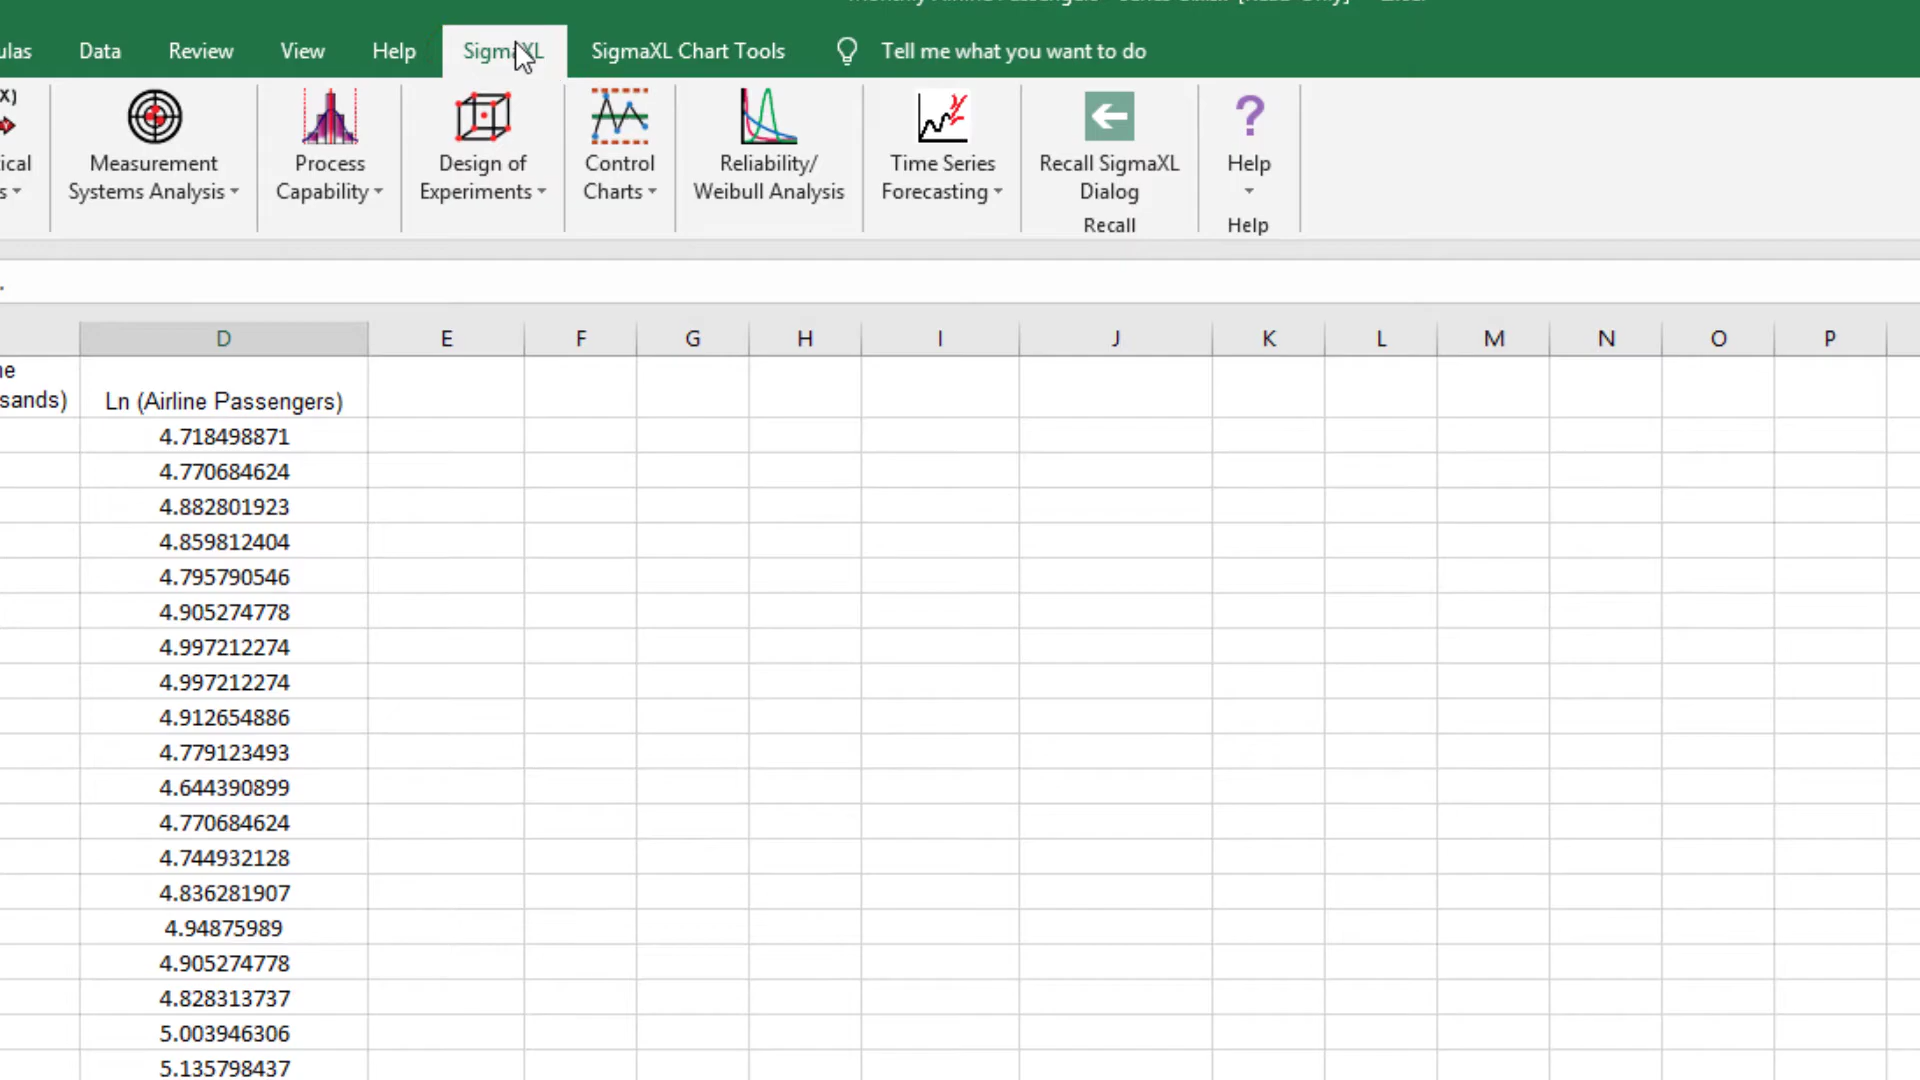 ulas Data Review View Help SigmaXL SigmaXL Chart Tools Tell me what you want to do
X)
ical
s
Measurement
Systems Analysis
Process
Capability
Design of
Experiments
Control
Charts
Reliability/
Weibull Analysis
Time Series
Forecasting
Recall SigmaXL
Dialog
Recall
?
Help
Help
D E F G H I J K L M N O P
ne
sands)
Ln (Airline Passengers)
4.718498871
4.770684624
4.882801923
4.859812404
4.795790546
4.905274778
4.997212274
4.997212274
4.912654886
4.779123493
4.644390899
4.770684624
4.744932128
4.836281907
4.94875989
4.905274778
4.828313737
5.003946306
5.135798437